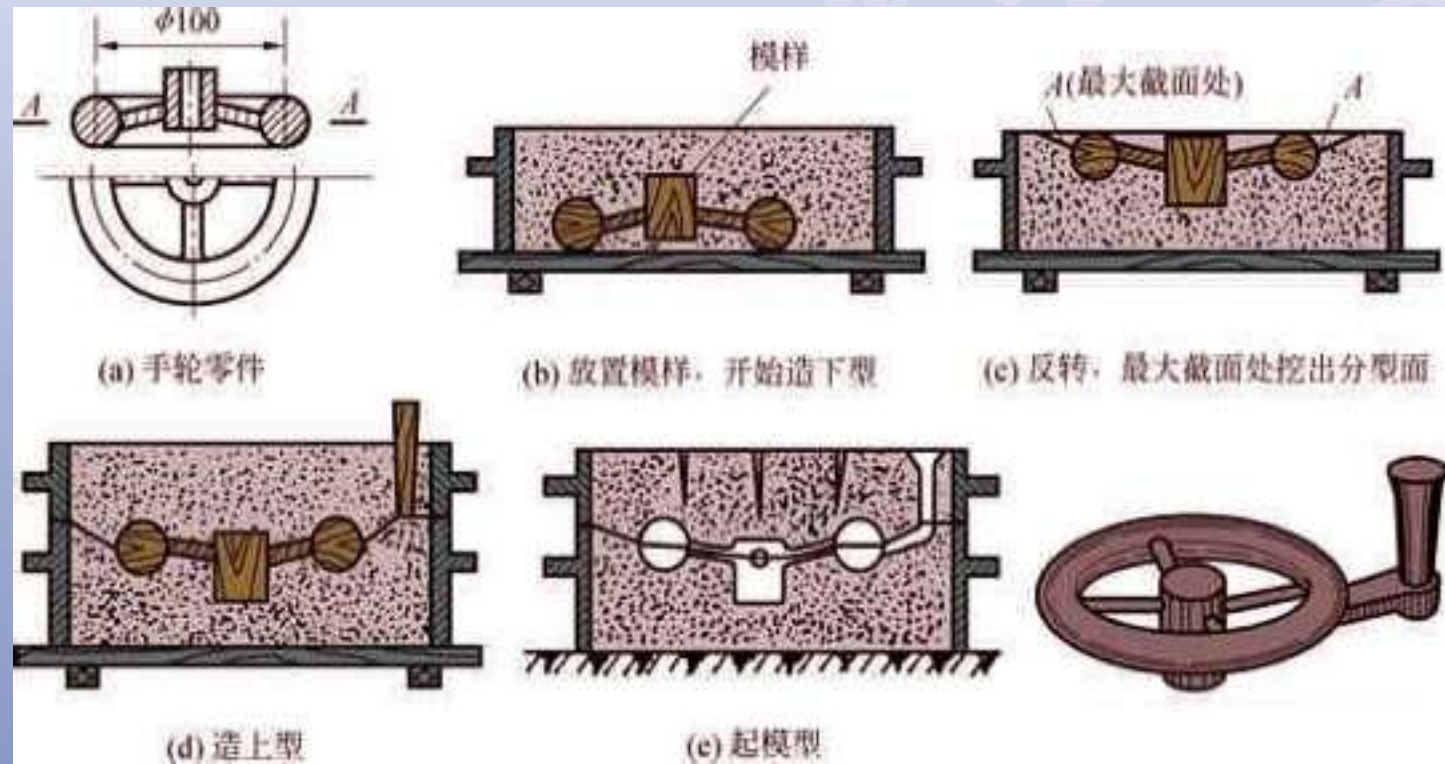 ϕ100
A
A
(a) 手轮零件
模样
(b) 放置模样，开始造下型
A(最大截面处)
A
(c) 反转，最大截面处挖出分型面
(d) 造上型
(e) 起模型